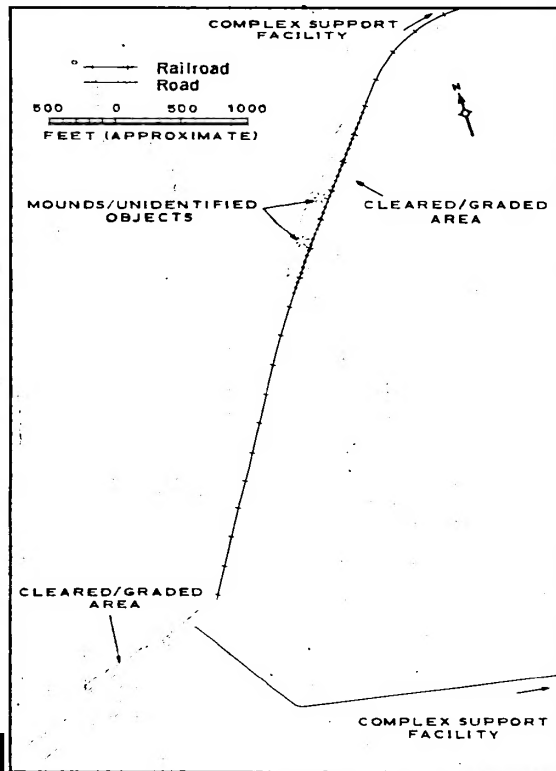 COMPLEX SUPPORT
FACILITY
Railroad
Road
500 0 500 1000
FEET (APPROXIMATE)
N
MOUNDS/UNIDENTIFIED
OBJECTS
CLEARED/GRADED
AREA
CLEARED/GRADED
AREA
COMPLEX SUPPORT
FACILITY